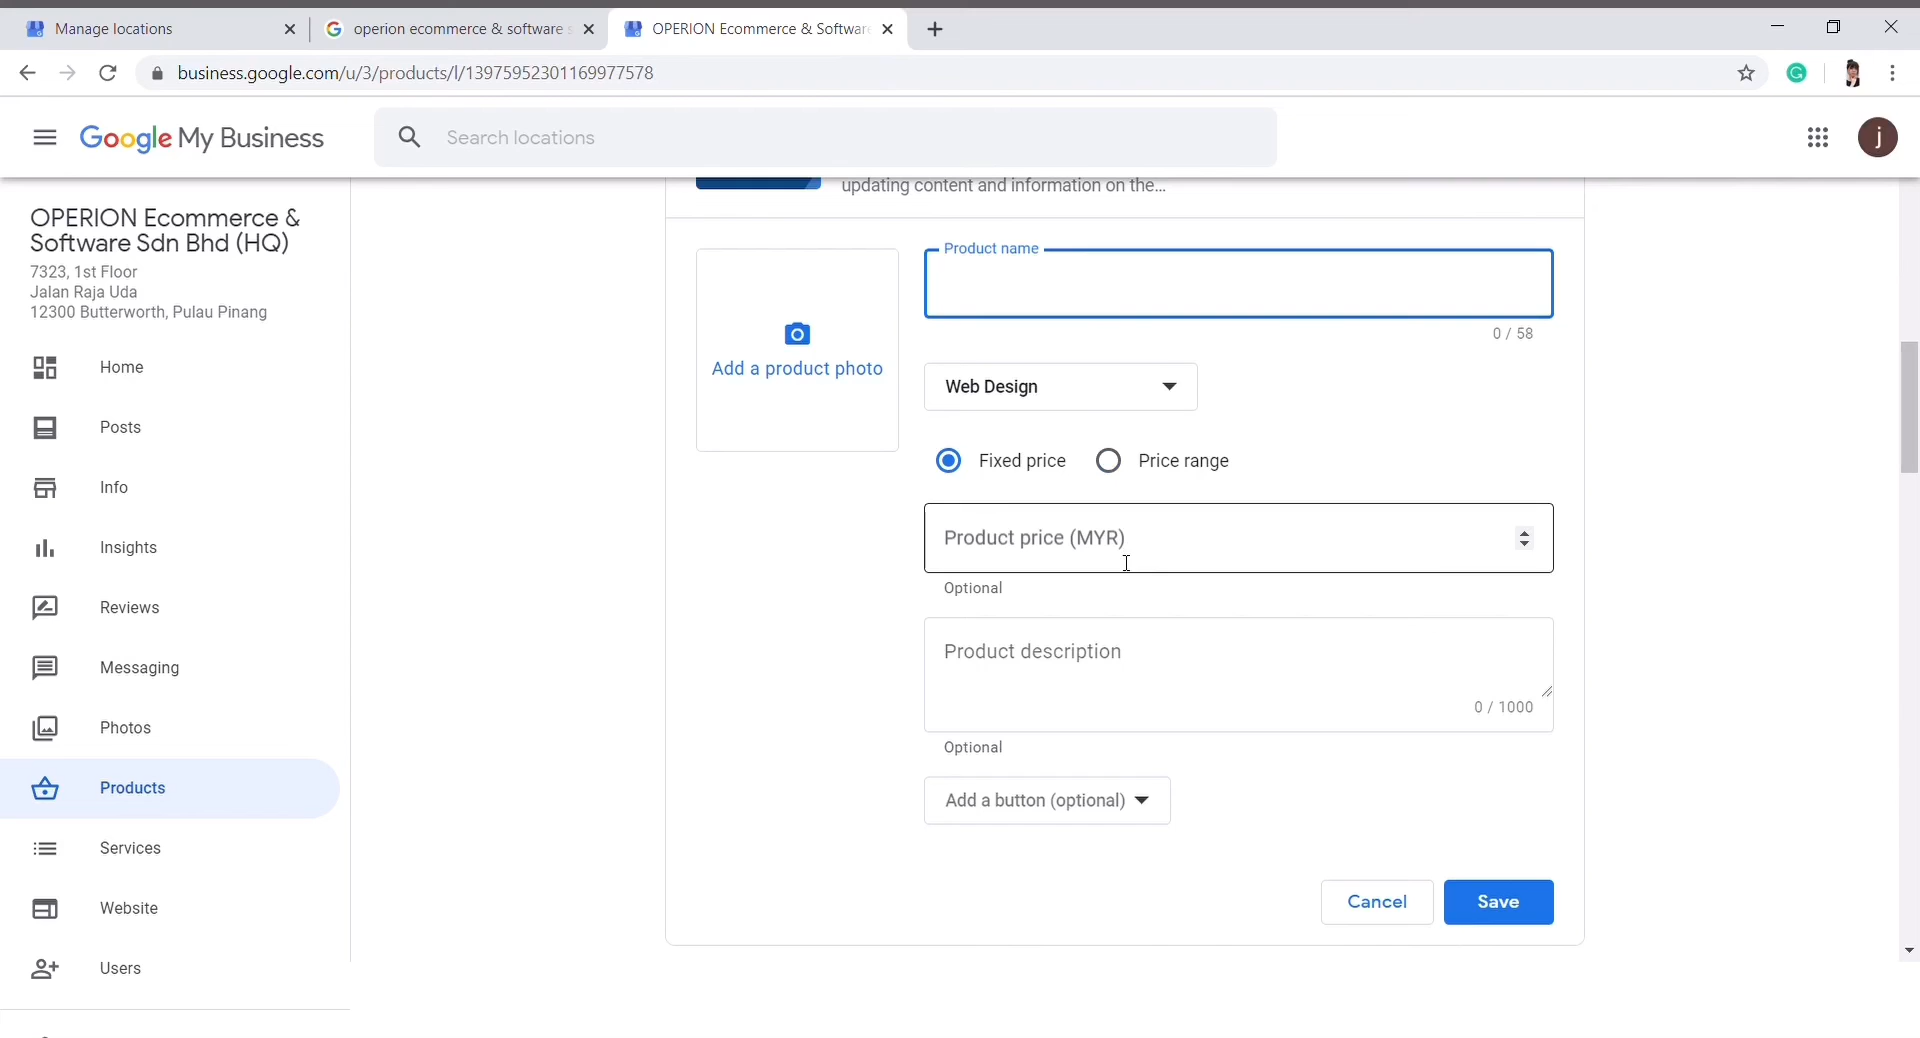 Manage locations
operion ecommerce & software s
OPERION Ecommerce & Software
business.google.com/u/3/products/l/13975952301169977578
Google My Business
Search locations
j
OPERION Ecommerce &
Software Sdn Bhd (HQ)
7323, 1st Floor
Jalan Raja Uda
12300 Butterworth, Pulau Pinang
Home
Posts
Info
Insights
Reviews
Messaging
Photos
Products
Services
Website
Users
updating content and information on the...
Add a product photo
Product name
0 / 58
Web Design
Fixed price
Price range
Product price (MYR)
Optional
Product description
0 / 1000
Optional
Add a button (optional)
Cancel
Save